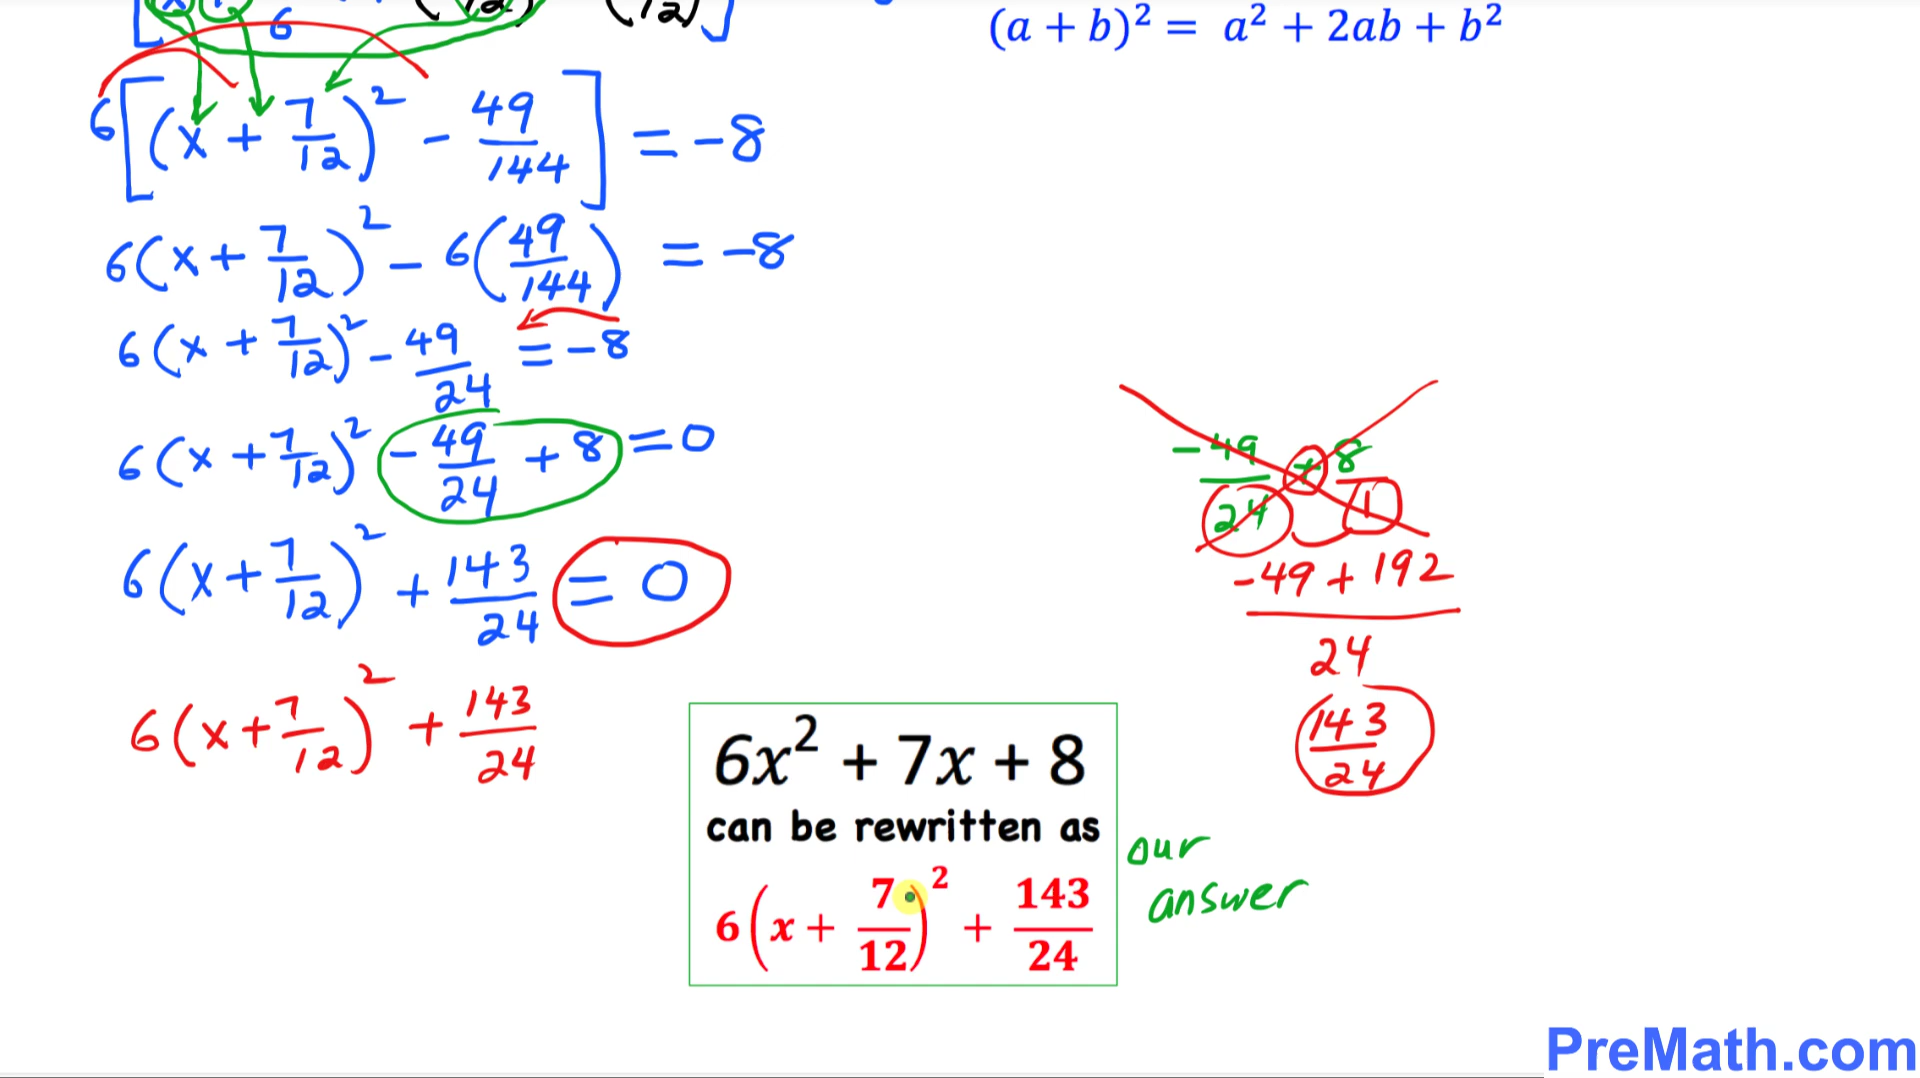 6
(a + b)² = a² + 2ab + b²
6[(x + 7/12)² - 49/144] = -8
6(x + 7/12)² - 6(49/144) = -8
6(x + 7/12)² - 49/24 = -8
6(x + 7/12)² - 49/24 + 8 = 0
6(x + 7/12)² + 143/24 = 0
6(x + 7/12)² + 143/24
-49/24 + 8/1
-49 + 192
24
143/24
6x² + 7x + 8
can be rewritten as
6(x + 7/12)² + 143/24
our
answer
PreMath.com